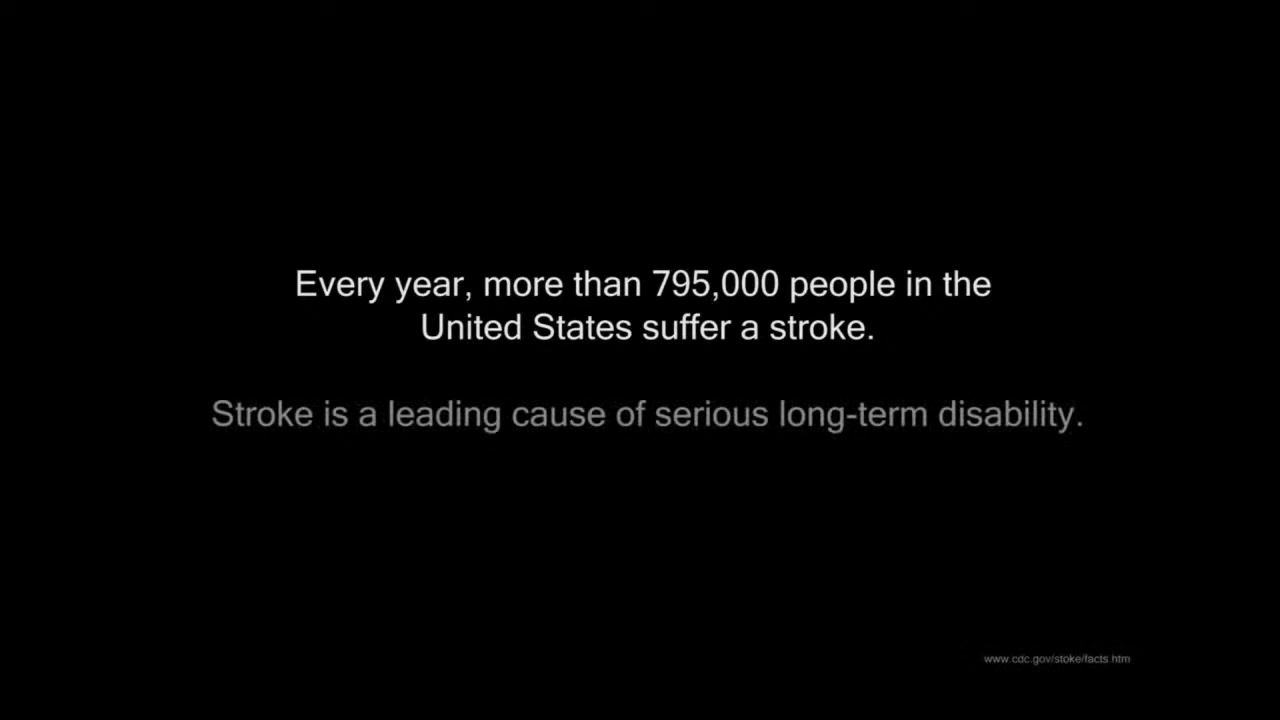 Every year, more than 795,000 people in the
United States suffer a stroke.
Stroke is a leading cause of serious long-term disability.
www.cdc.gov/stoke/facts.htm